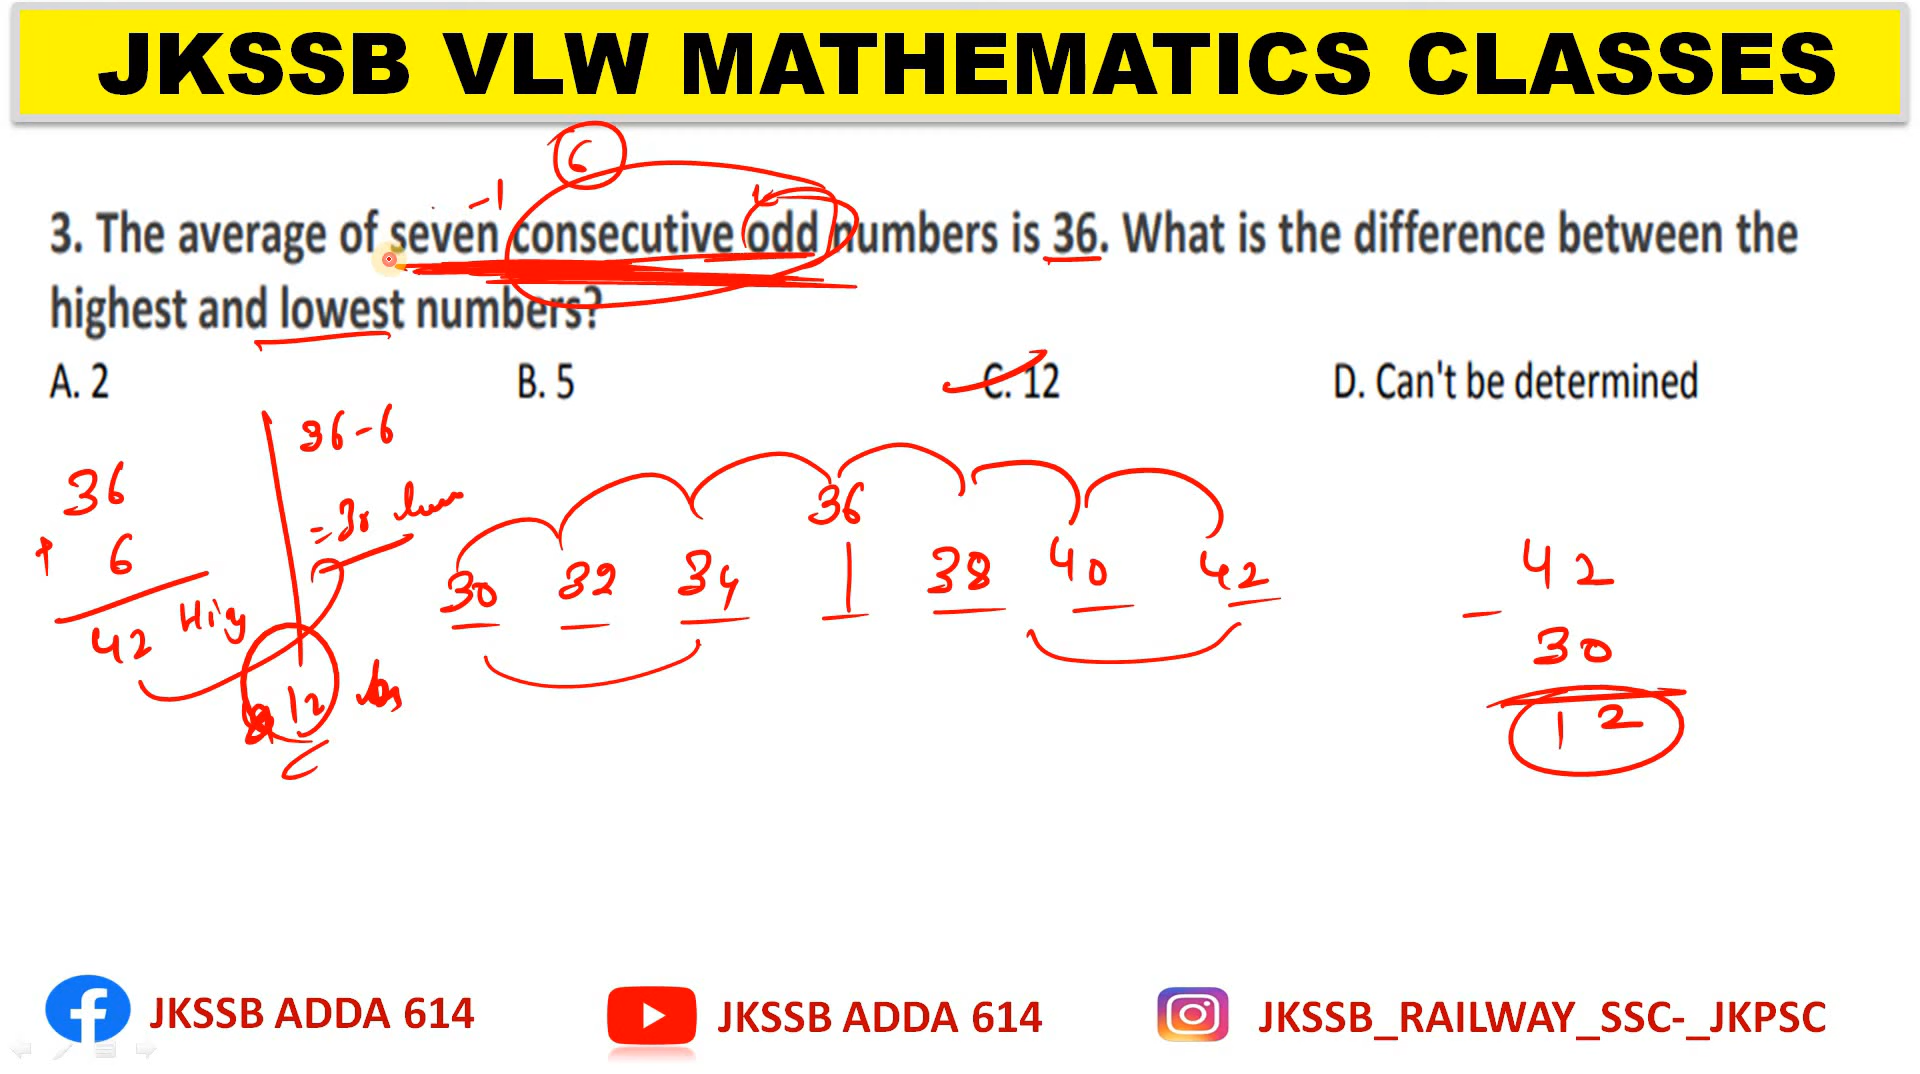 JKSSB VLW MATHEMATICS CLASSES
6
-1
3. The average of seven consecutive odd numbers is 36. What is the difference between the
highest and lowest numbers?
A. 2 B. 5 C. 12 D. Can't be determined
36-6
36
36
+ 6
42
12
30 32 34 38 40 42
42
- 30
12
JKSSB ADDA 614 JKSSB ADDA 614 JKSSB_RAILWAY_SSC-_JKPSC